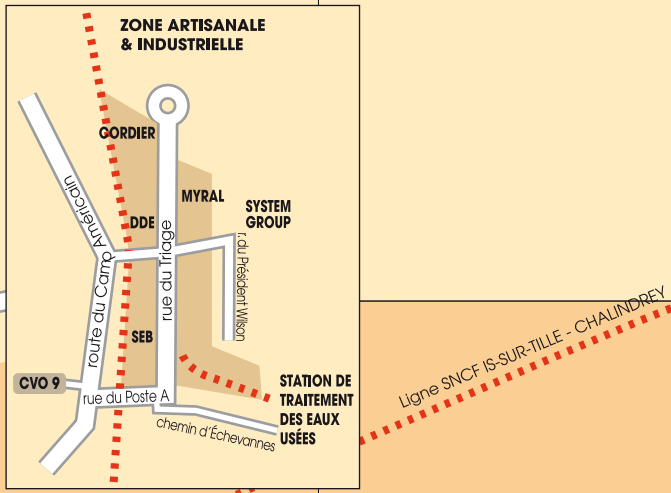 ZONE ARTISANALE
& INDUSTRIELLE
CORDIER
MYRAL
route du Camp Américain
DDE
rue du Triage
SYSTEM
GROUP
r. du Président Wilson
SEB
CVO 9
rue du Poste A
STATION DE
TRAITEMENT
DES EAUX
USÉES
chemin d'Échevannes
Ligne SNCF IS-SUR-TILLE - CHALINDREY